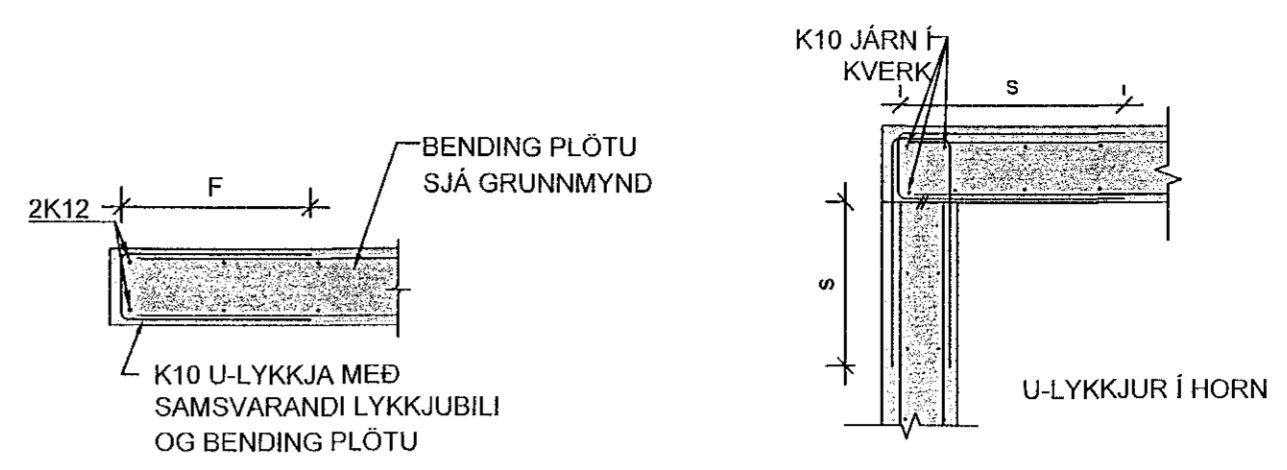 2K12
F
BENDING PLÖTU
SJÁ GRUNNMYND
K10 U-LYKKJA MEÐ
SAMSVARANDI LYKKJUBILI
OG BENDING PLÖTU
K10 JÁRN Í
KVERK
s
s
U-LYKKJUR Í HORN